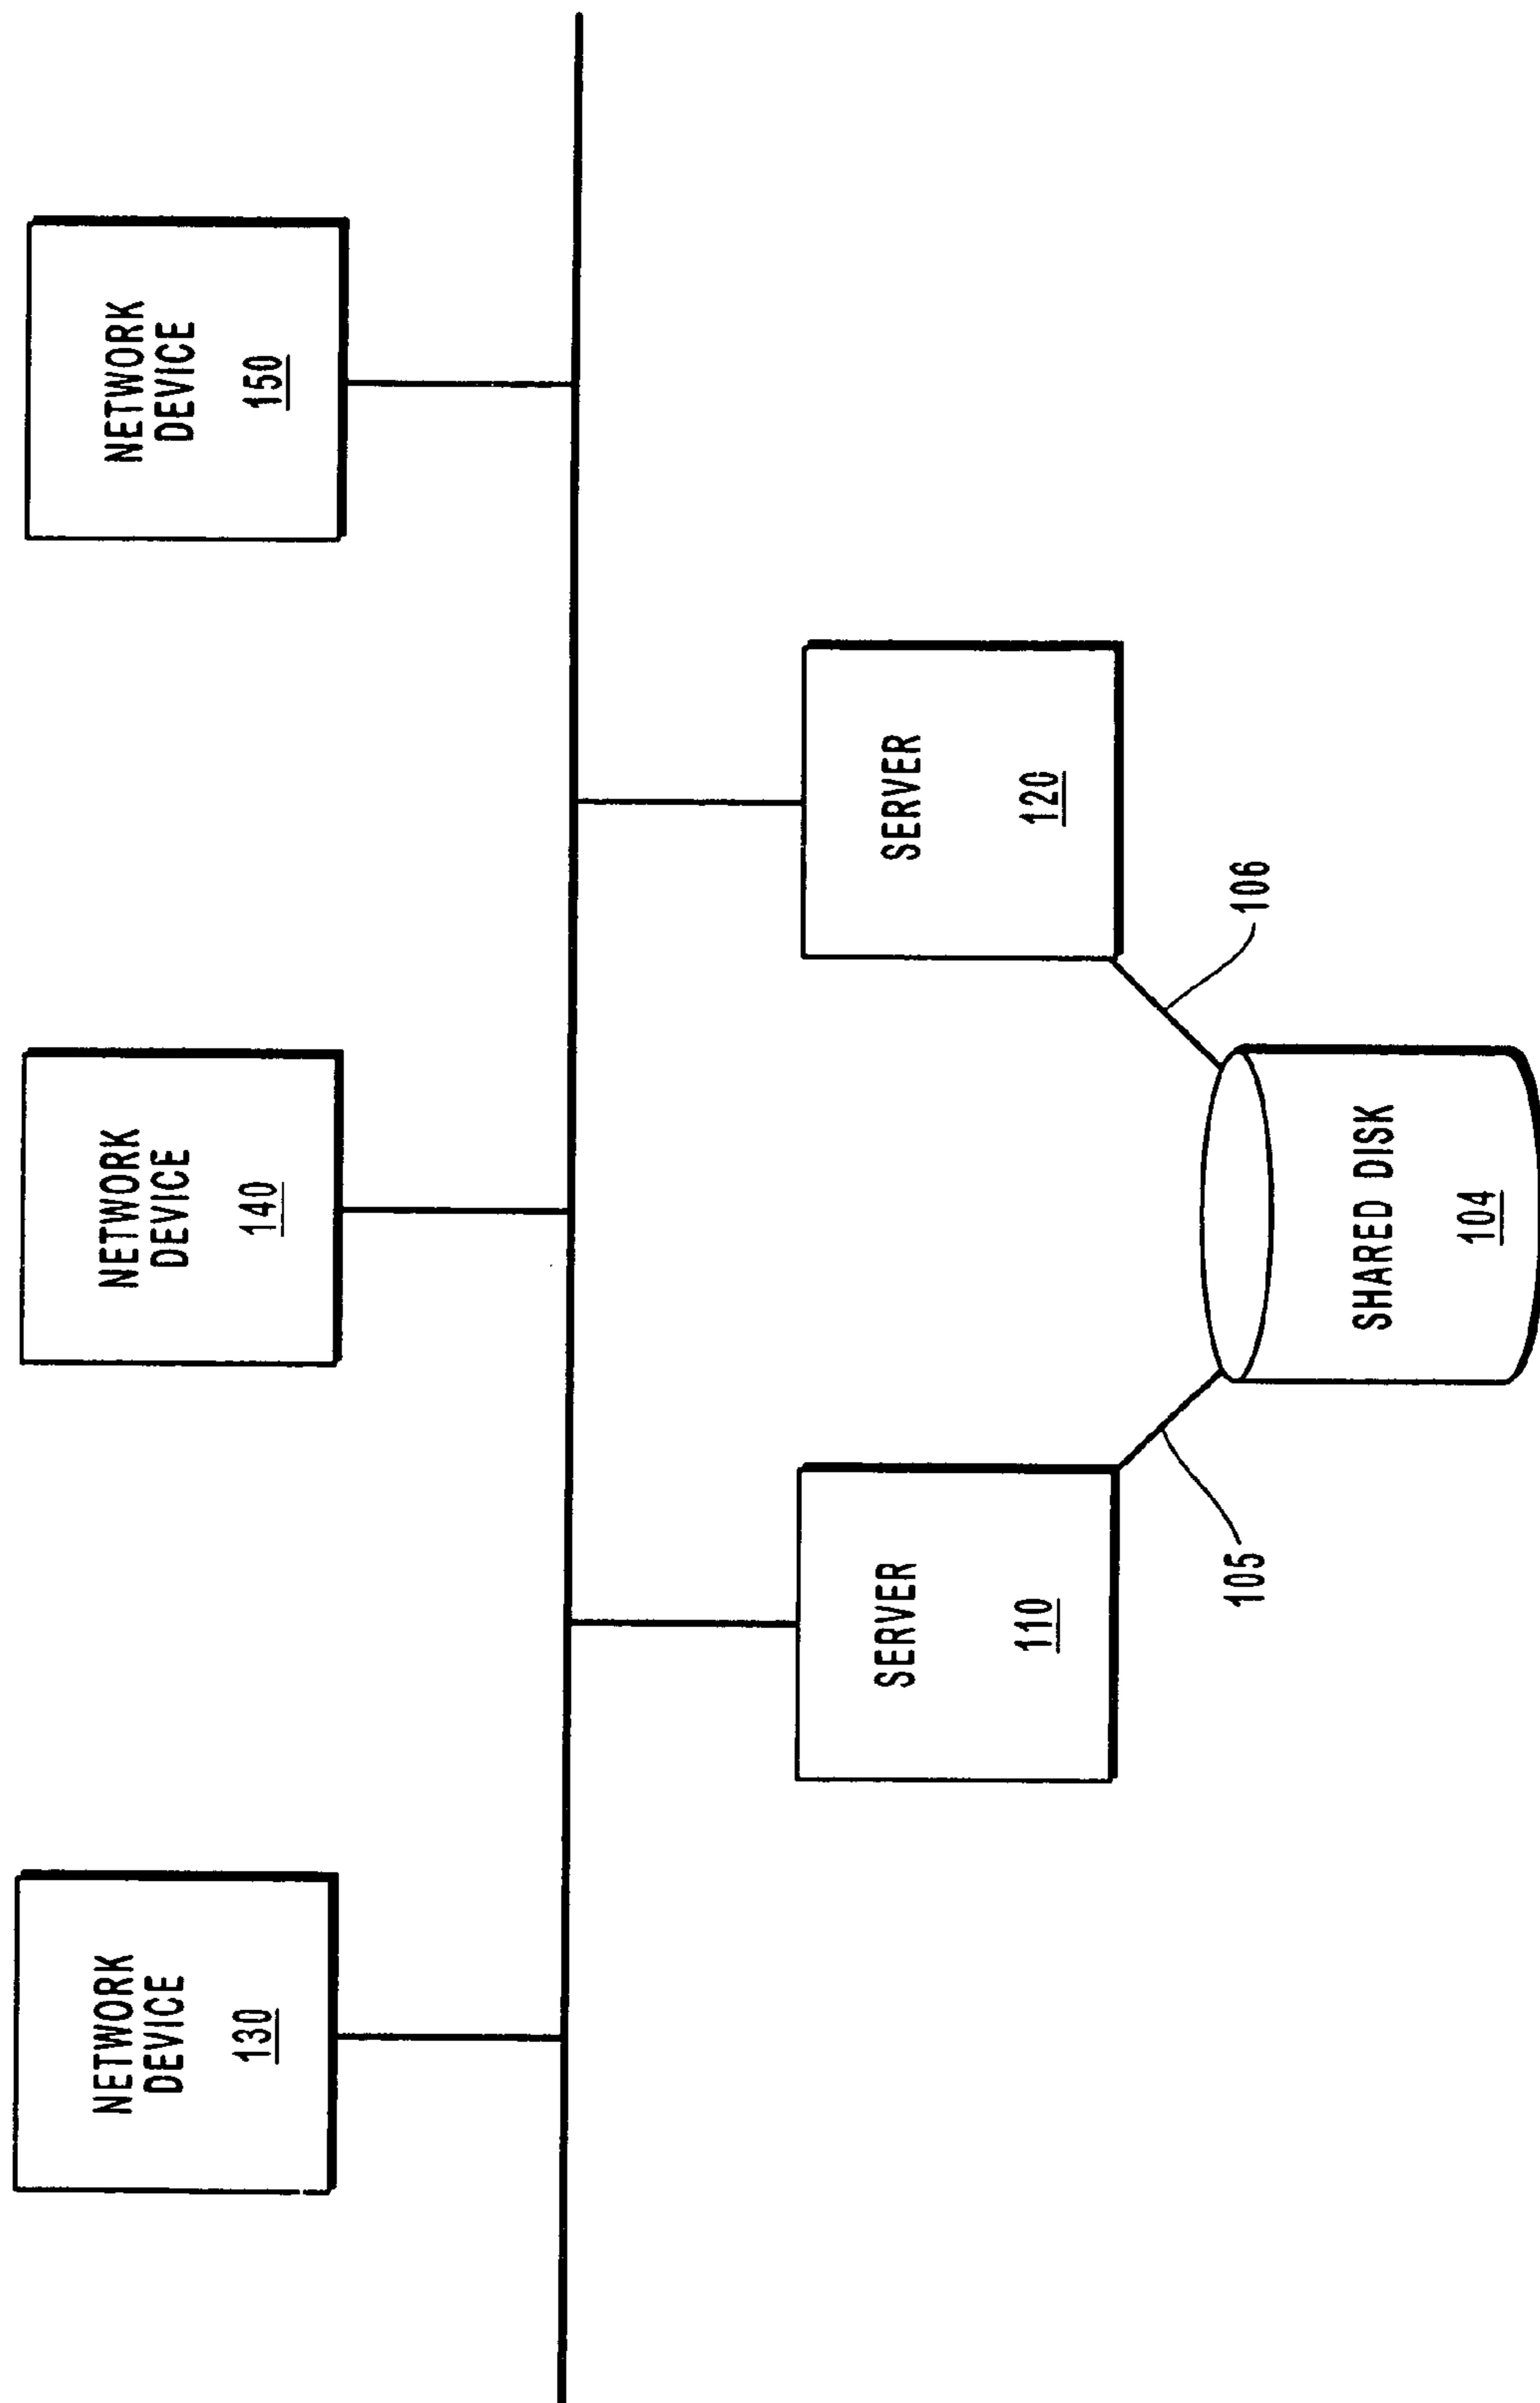 NETWORK
DEVICE
130
NETWORK
DEVICE
140
NETWORK
DEVICE
150
SERVER
110
SERVER
120
105
106
SHARED DISK
104